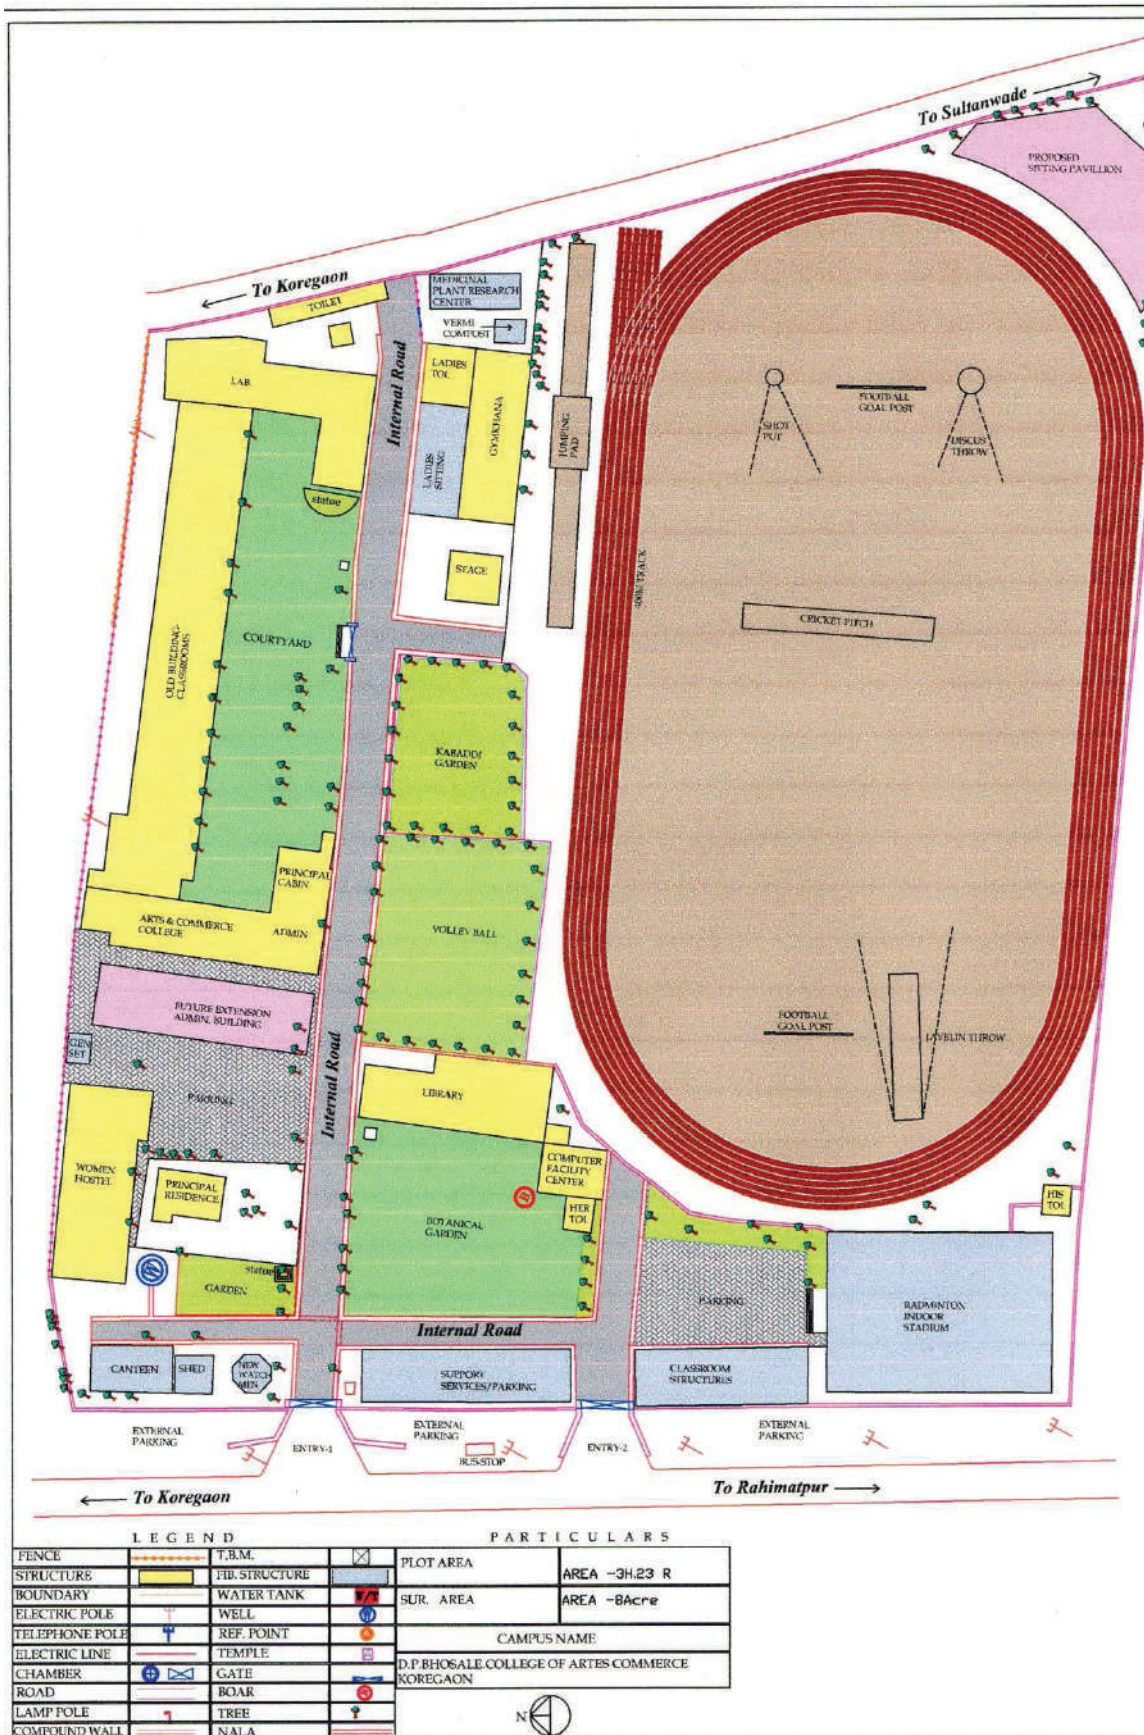 To Sultanwade
PROPOSED
SITTING PAVILLION
To Koregaon
TOILET
MEDICINAL
PLANT RESEARCH
CENTER
VERMI
COMPOST
Internal Road
LADIES
TOI.
LAB.
GYMKHANA
LADIES
SITTING
JUMPING
PAD
SHOT
PUT
FOOTBALL
GOAL POST
DISCUS
THROW
statue
STAGE
400M TRACK
CRICKET PITCH
COURTYARD
OLD BUILDING-
CLASSROOMS
KABADDI
GARDEN
PRINCIPAL
CABIN
ARTS & COMMERCE
COLLEGE
ADMIN
VOLLEY BALL
FUTURE EXTENSION
ADMIN. BUILDING
GEN
SET
FOOTBALL
GOAL POST
JAVELIN THROW
Internal Road
PARKING
LIBRARY
WOMEN
HOSTEL
PRINCIPAL
RESIDENCE
COMPUTER
FACILITY
CENTER
HER
TOI.
HIS
TOI.
BOTANICAL
GARDEN
statue
GARDEN
PARKING
BADMINTON
INDOOR
STADIUM
Internal Road
CANTEEN
SHED
NEW
WATCH
MEN
SUPPORT
SERVICES/PARKING
CLASSROOM
STRUCTURES
EXTERNAL
PARKING
ENTRY-1
EXTERNAL
PARKING
BUS-STOP
ENTRY-2
EXTERNAL
PARKING
To Koregaon
To Rahimatpur
LEGEND
FENCE T.B.M.
STRUCTURE FIB. STRUCTURE
BOUNDARY WATER TANK W/T
ELECTRIC POLE WELL W
TELEPHONE POLE REF. POINT
ELECTRIC LINE TEMPLE
CHAMBER GATE
ROAD BOAR B
LAMP POLE TREE
COMPOUND WALL NALA
PARTICULARS
PLOT AREA AREA -3H.23 R
SUR. AREA AREA -8Acre
CAMPUS NAME
D.P.BHOSALE COLLEGE OF ARTES COMMERCE
KOREGAON
N